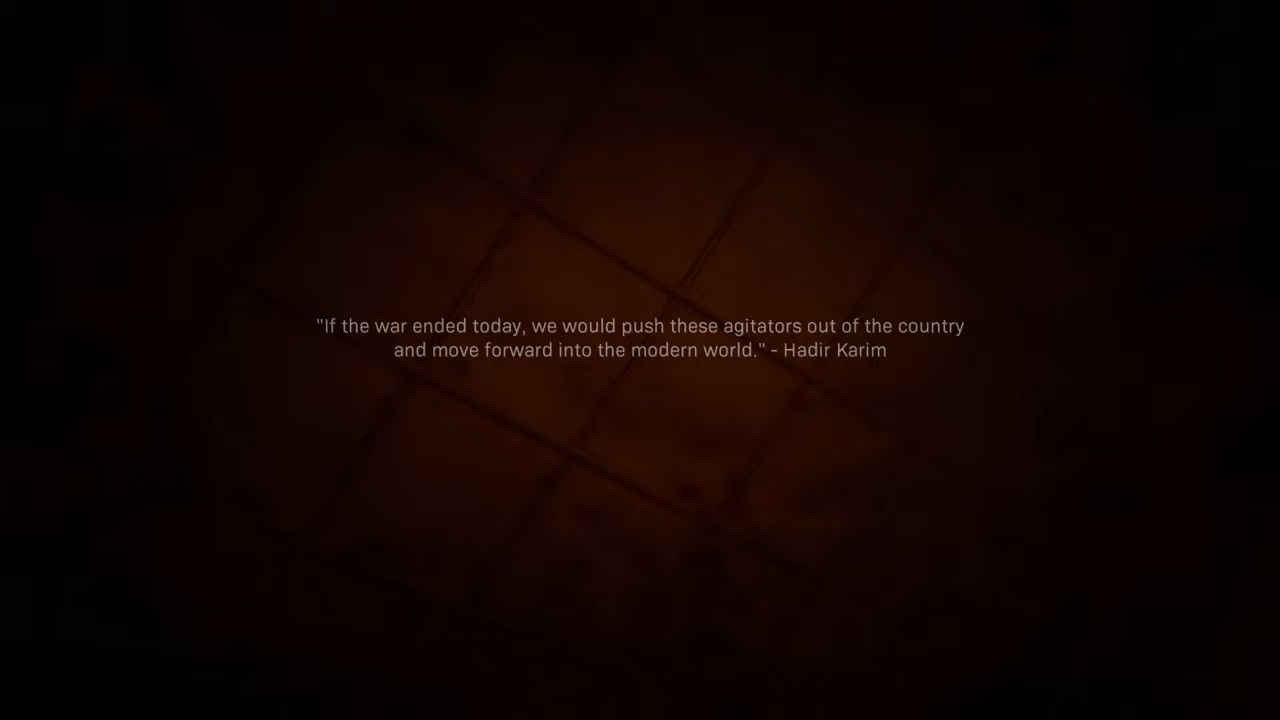 "If the war ended today, we would push these agitators out of the country
and move forward into the modern world." - Hadir Karim